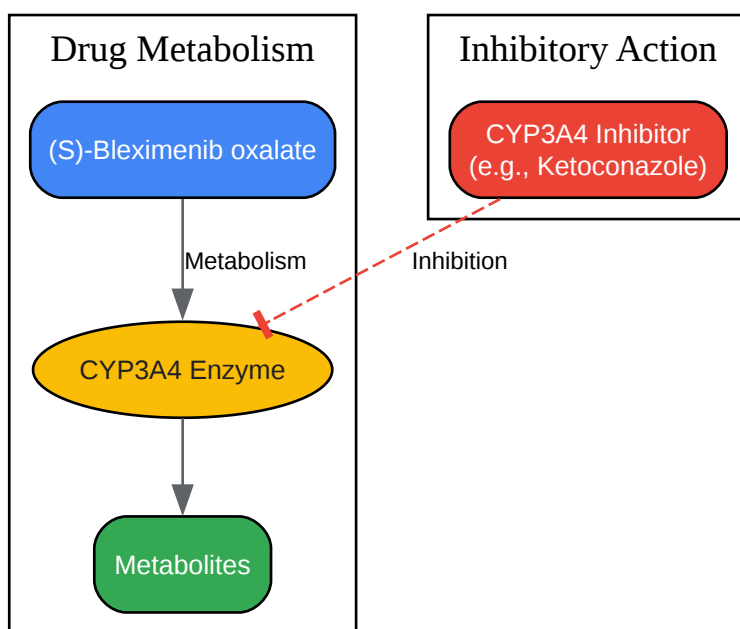 Drug Metabolism
(S)-Bleximenib oxalate
Metabolism
CYP3A4 Enzyme
Metabolites
Inhibitory Action
CYP3A4 Inhibitor
(e.g., Ketoconazole)
Inhibition